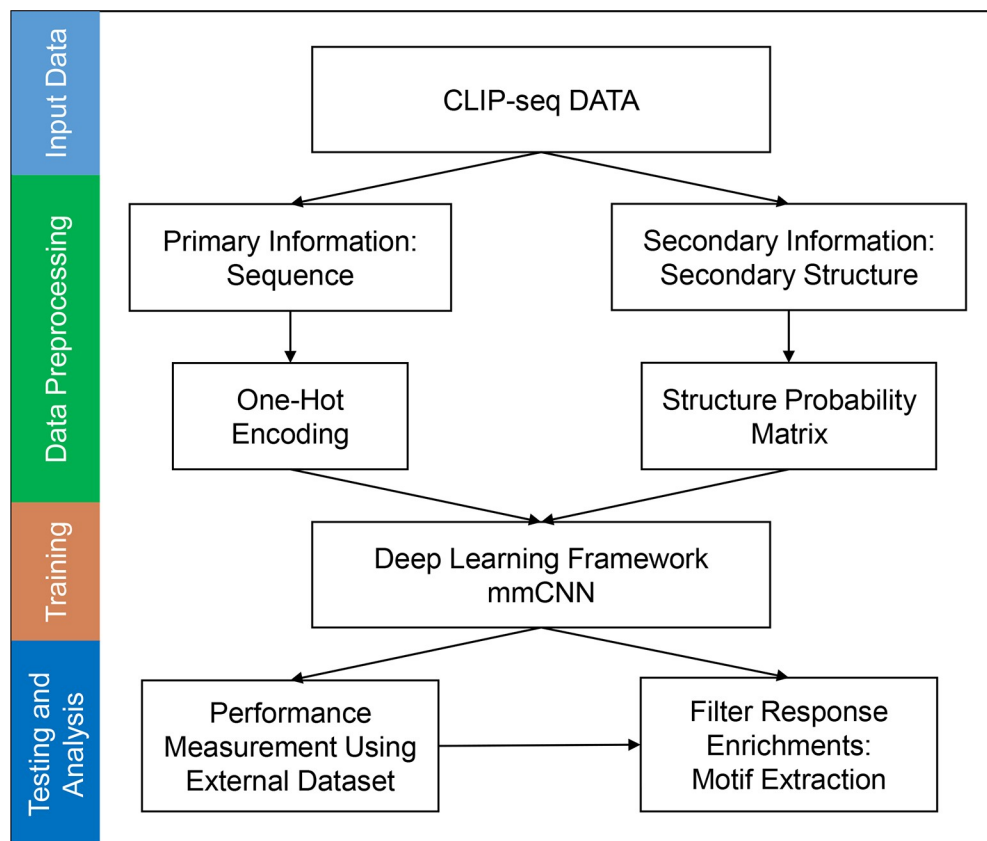 Input Data
CLIP-seq DATA
Data Preprocessing
Primary Information:
Sequence
Secondary Information:
Secondary Structure
One-Hot
Encoding
Structure Probability
Matrix
Training
Deep Learning Framework
mmCNN
Testing and
Analysis
Performance
Measurement Using
External Dataset
Filter Response
Enrichments:
Motif Extraction